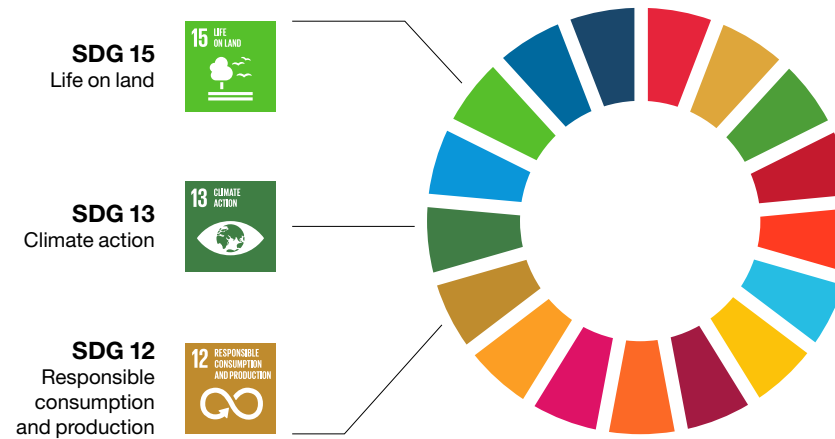 SDG 15
Life on land
15 LIFE
ON LAND
SDG 13
Climate action
13 CLIMATE
ACTION
SDG 12
Responsible
consumption
and production
12 RESPONSIBLE
CONSUMPTION
AND PRODUCTION